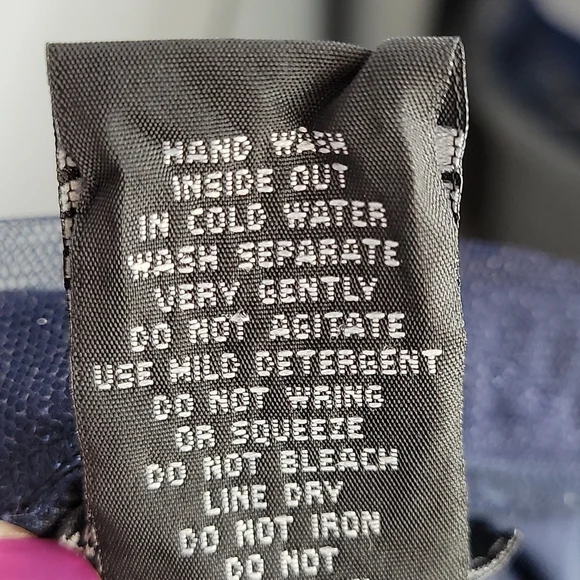 HAND WASH
INSIDE OUT
IN COLD WATER
WASH SEPARATE
VERY GENTLY
DO NOT AGITATE
USE MILD DETERGENT
DO NOT WRING
OR SQUEEZE
DO NOT BLEACH
LINE DRY
DO NOT IRON
DO NOT